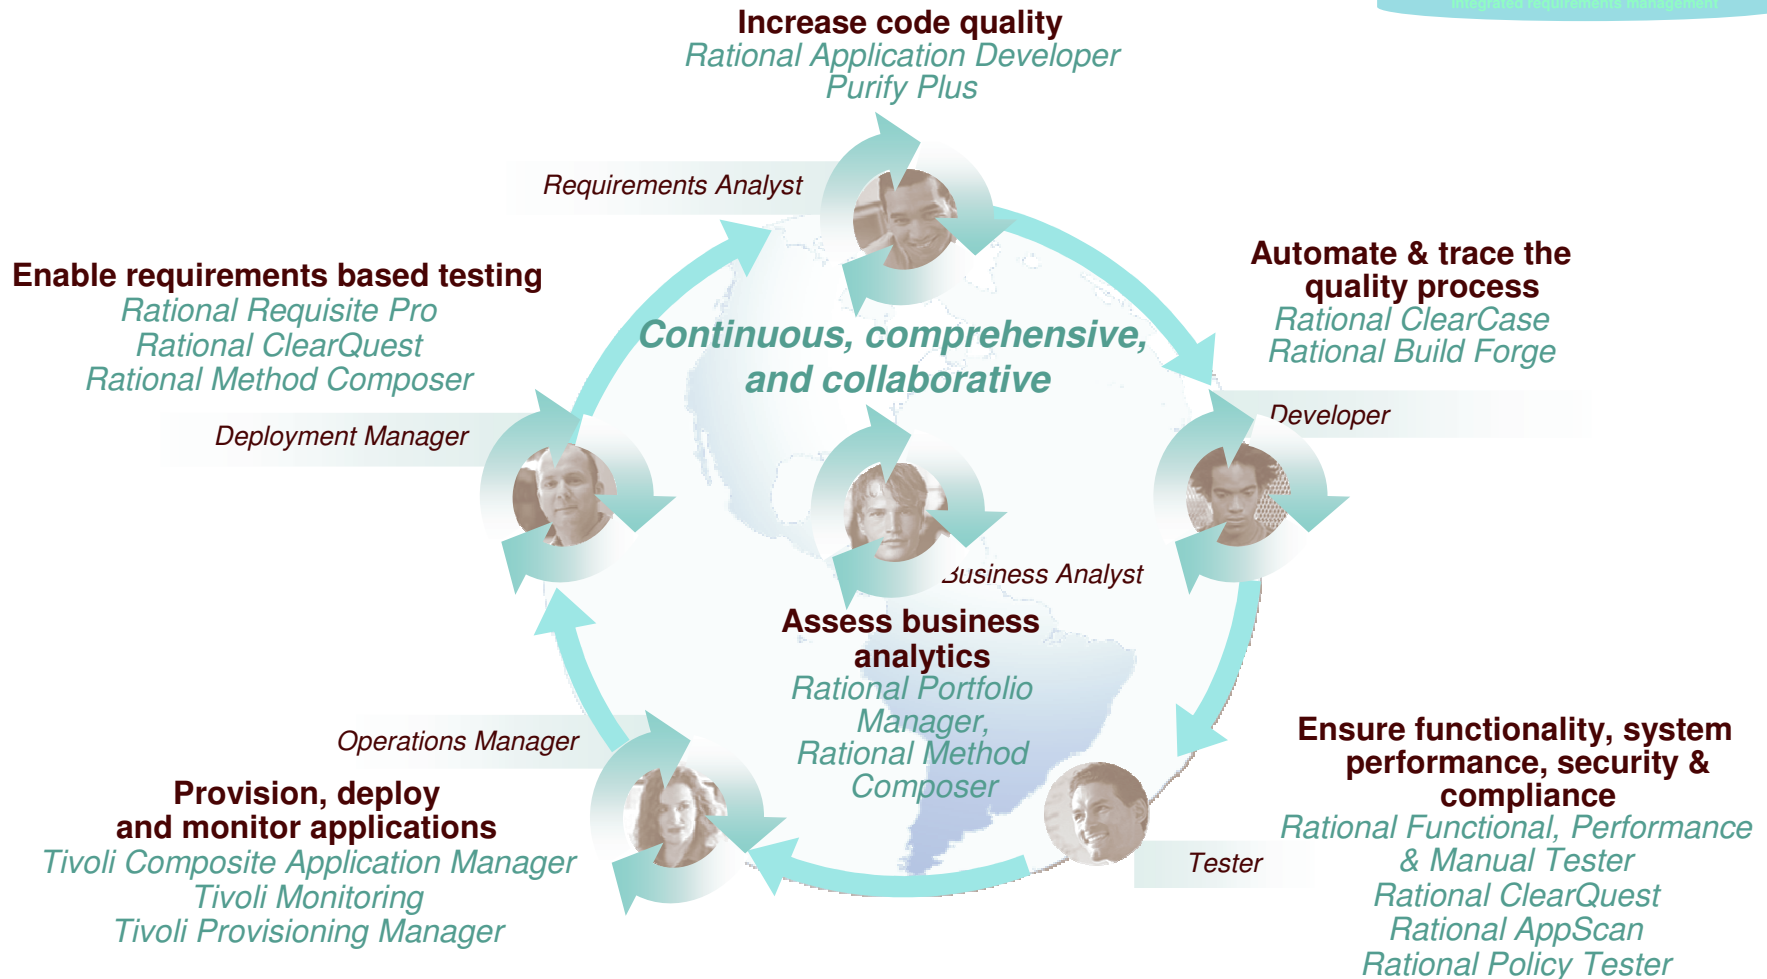 Integrated requirements management
Increase code quality
Rational Application Developer
Purify Plus
Requirements Analyst
Enable requirements based testing
Rational Requisite Pro
Rational ClearQuest
Rational Method Composer
Deployment Manager
Automate & trace the
quality process
Rational ClearCase
Rational Build Forge
Developer
Continuous, comprehensive,
and collaborative
Business Analyst
Assess business
analytics
Rational Portfolio
Manager,
Rational Method
Composer
Operations Manager
Provision, deploy
and monitor applications
Tivoli Composite Application Manager
Tivoli Monitoring
Tivoli Provisioning Manager
Tester
Ensure functionality, system
performance, security &
compliance
Rational Functional, Performance
& Manual Tester
Rational ClearQuest
Rational AppScan
Rational Policy Tester